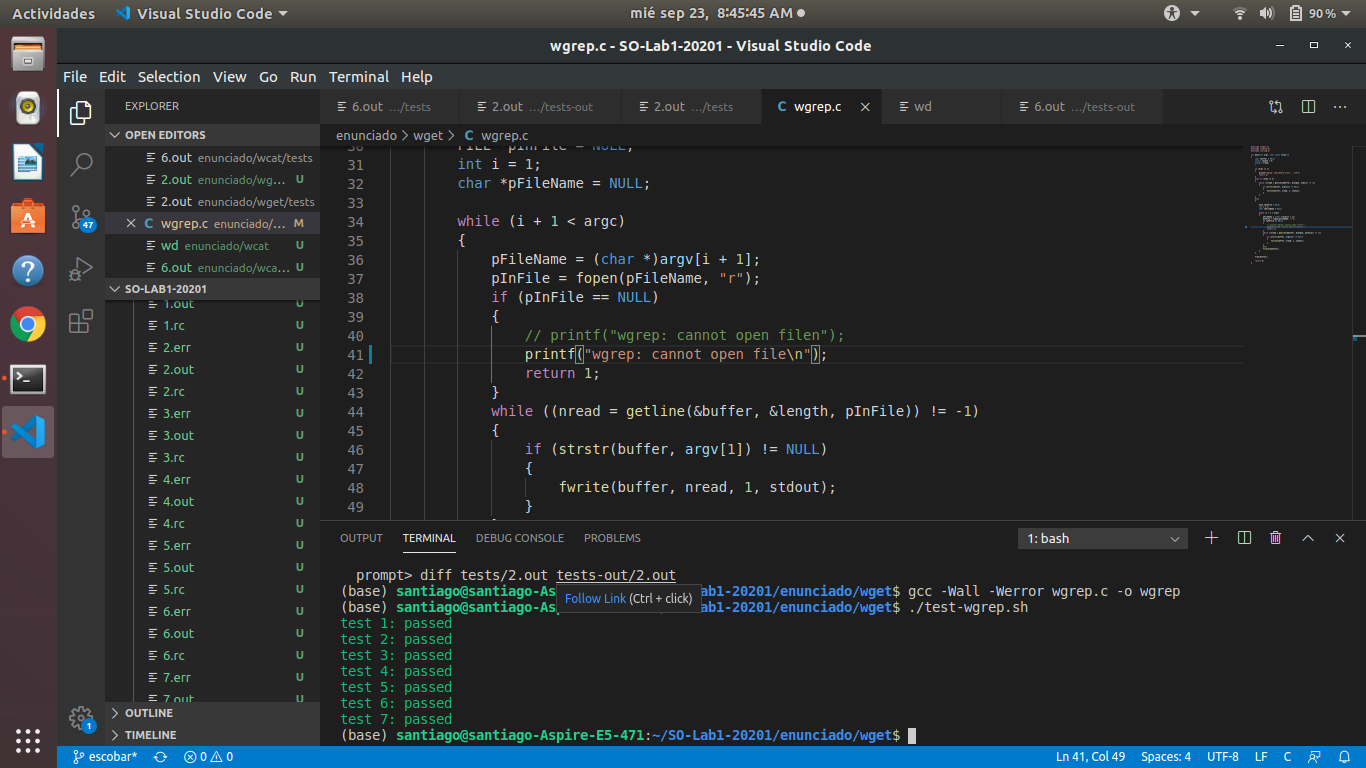 Actividades Visual Studio Code mié sep 23, 8:45:45 AM 90 %
wgrep.c - SO-Lab1-20201 - Visual Studio Code
File Edit Selection View Go Run Terminal Help
EXPLORER
OPEN EDITORS
6.out enunciado/wcat/tests
2.out enunciado/wg... U
2.out enunciado/wget/tests
wgrep.c enunciado/... M
wd enunciado/wcat U
6.out enunciado/wca... U
SO-LAB1-20201
1.out U
1.rc U
2.err U
2.out U
2.rc U
3.err U
3.out U
3.rc U
4.err U
4.out U
4.rc U
5.err U
5.out U
5.rc U
6.err U
6.out U
6.rc U
7.err U
7.out U
OUTLINE
TIMELINE
47
1
6.out .../tests 2.out .../tests-out 2.out .../tests wgrep.c wd 6.out .../tests-out
enunciado > wget > wgrep.c
30 FILE *pInFile = NULL;
31 int i = 1;
32 char *pFileName = NULL;
33
34 while (i + 1 < argc)
35 {
36 pFileName = (char *)argv[i + 1];
37 pInFile = fopen(pFileName, "r");
38 if (pInFile == NULL)
39 {
40 // printf("wgrep: cannot open filen");
41 printf("wgrep: cannot open file\n");
42 return 1;
43 }
44 while ((nread = getline(&buffer, &length, pInFile)) != -1)
45 {
46 if (strstr(buffer, argv[1]) != NULL)
47 {
48 fwrite(buffer, nread, 1, stdout);
49 }
OUTPUT TERMINAL DEBUG CONSOLE PROBLEMS 1: bash
prompt> diff tests/2.out tests-out/2.out
(base) santiago@santiago-As ab1-20201/enunciado/wget$ gcc -Wall -Werror wgrep.c -o wgrep
Follow Link (Ctrl + click)
(base) santiago@santiago-As ab1-20201/enunciado/wget$ ./test-wgrep.sh
test 1: passed
test 2: passed
test 3: passed
test 4: passed
test 5: passed
test 6: passed
test 7: passed
(base) santiago@santiago-Aspire-E5-471:~/SO-Lab1-20201/enunciado/wget$
escobar* 0 0 Ln 41, Col 49 Spaces: 4 UTF-8 LF C